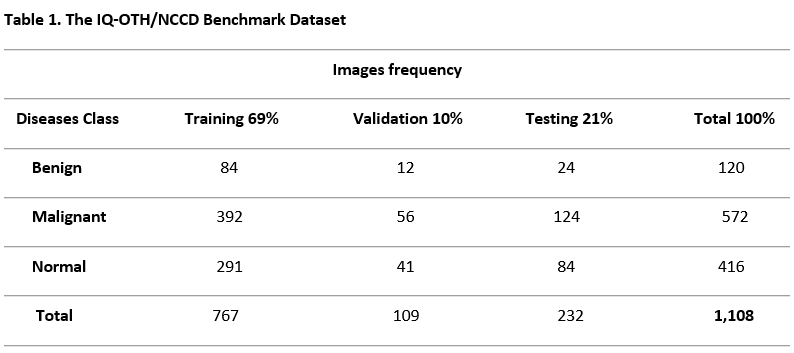 Table 1. The IQ-OTH/NCCD Benchmark Dataset
Images frequency
Diseases Class Training 69% Validation 10% Testing 21% Total 100%
Benign 84 12 24 120
Malignant 392 56 124 572
Normal 291 41 84 416
Total 767 109 232 1,108